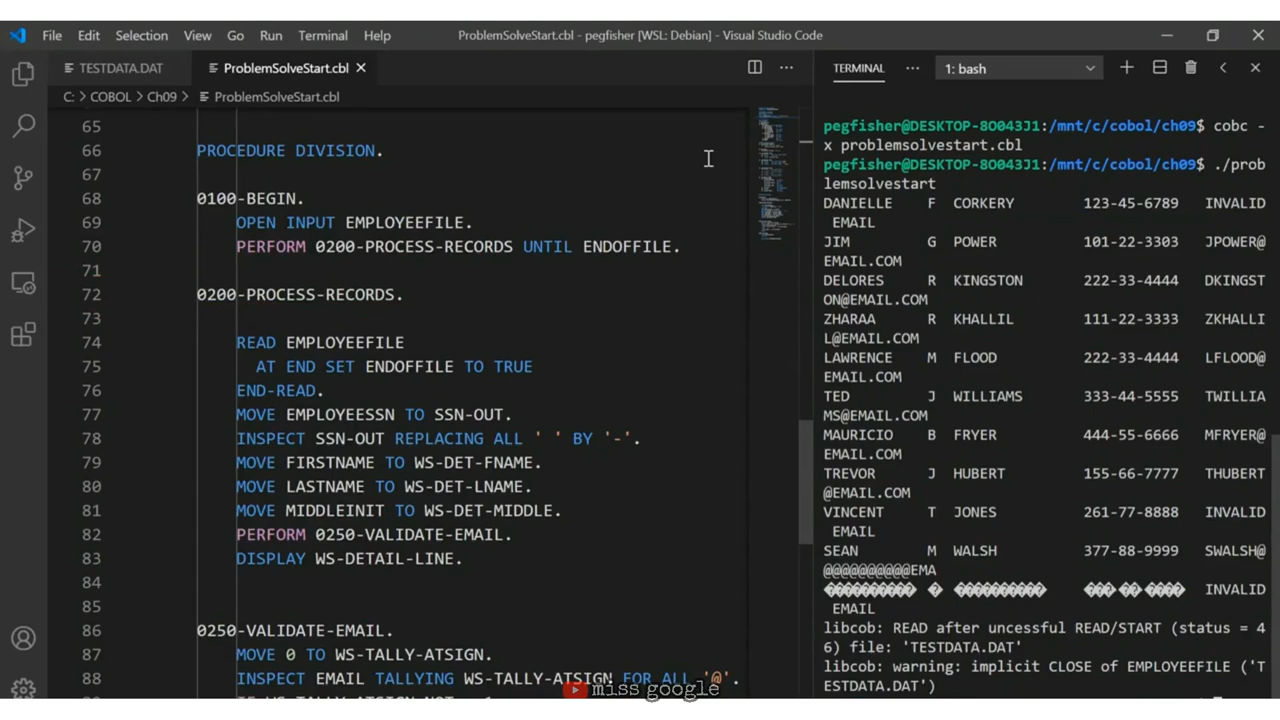 File Edit Selection View Go Run Terminal Help ProblemSolveStart.cbl - pegfisher [WSL: Debian] - Visual Studio Code
TESTDATA.DAT ProblemSolveStart.cbl
C: > COBOL > Ch09 > ProblemSolveStart.cbl
65
66 PROCEDURE DIVISION.
67
68 0100-BEGIN.
69 OPEN INPUT EMPLOYEEFILE.
70 PERFORM 0200-PROCESS-RECORDS UNTIL ENDOFFILE.
71
72 0200-PROCESS-RECORDS.
73
74 READ EMPLOYEEFILE
75 AT END SET ENDOFFILE TO TRUE
76 END-READ.
77 MOVE EMPLOYEESSN TO SSN-OUT.
78 INSPECT SSN-OUT REPLACING ALL ' ' BY '-'.
79 MOVE FIRSTNAME TO WS-DET-FNAME.
80 MOVE LASTNAME TO WS-DET-LNAME.
81 MOVE MIDDLEINIT TO WS-DET-MIDDLE.
82 PERFORM 0250-VALIDATE-EMAIL.
83 DISPLAY WS-DETAIL-LINE.
84
85
86 0250-VALIDATE-EMAIL.
87 MOVE 0 TO WS-TALLY-ATSIGN.
88 INSPECT EMAIL TALLYING WS-TALLY-ATSIGN FOR ALL '@'.
TERMINAL 1: bash
pegfisher@DESKTOP-8O043J1:/mnt/c/cobol/ch09$ cobc -
x problemsolvestart.cbl
pegfisher@DESKTOP-8O043J1:/mnt/c/cobol/ch09$ ./prob
lemsolvestart
DANIELLE F CORKERY 123-45-6789 INVALID
EMAIL
JIM G POWER 101-22-3303 JPOWER@
EMAIL.COM
DELORES R KINGSTON 222-33-4444 DKINGST
ON@EMAIL.COM
ZHARAA R KHALLIL 111-22-3333 ZKHALLI
L@EMAIL.COM
LAWRENCE M FLOOD 222-33-4444 LFLOOD@
EMAIL.COM
TED J WILLIAMS 333-44-5555 TWILLIA
MS@EMAIL.COM
MAURICIO B FRYER 444-55-6666 MFRYER@
EMAIL.COM
TREVOR J HUBERT 155-66-7777 THUBERT
@EMAIL.COM
VINCENT T JONES 261-77-8888 INVALID
EMAIL
SEAN M WALSH 377-88-9999 SWALSH@
@@@@@@@@@@EMA
INVALID
EMAIL
libcob: READ after uncessful READ/START (status = 4
6) file: 'TESTDATA.DAT'
libcob: warning: implicit CLOSE of EMPLOYEEFILE ('T
ESTDATA.DAT')
miss google